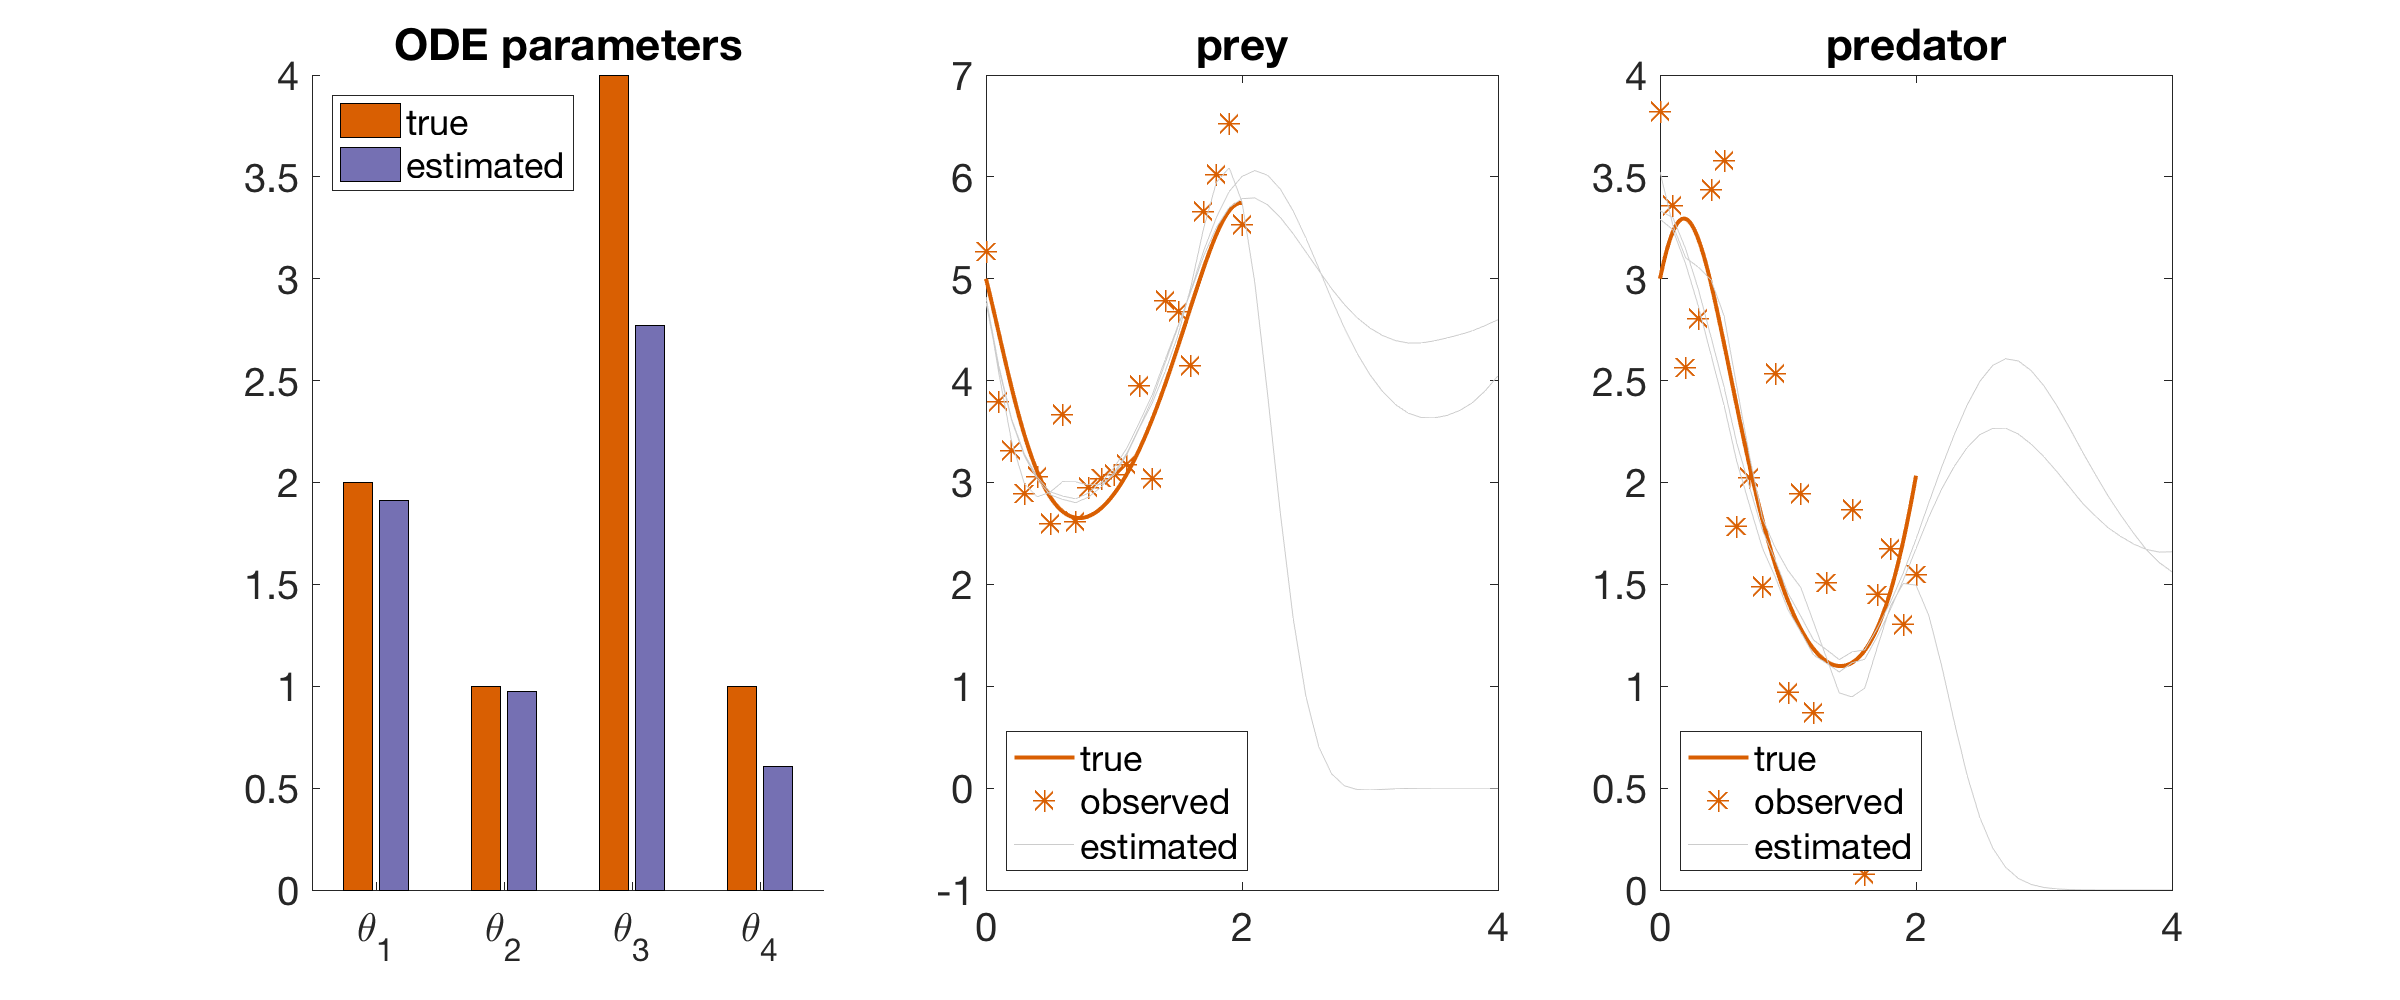 ODE parameters
4
3.5
3
2.5
2
1.5
1
0.5
0
true
estimated
θ1
θ2
θ3
θ4
prey
7
6
5
4
3
2
1
0
-1
true
observed
estimated
0
2
4
predator
4
3.5
3
2.5
2
1.5
1
0.5
0
true
observed
estimated
0
2
4